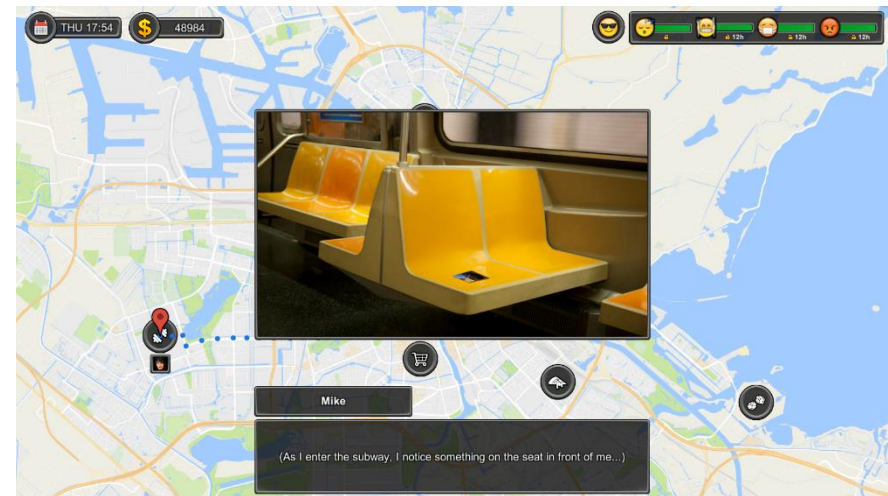 THU 17:54
48984
12h
12h
12h
Mike
(As I enter the subway, I notice something on the seat in front of me...)